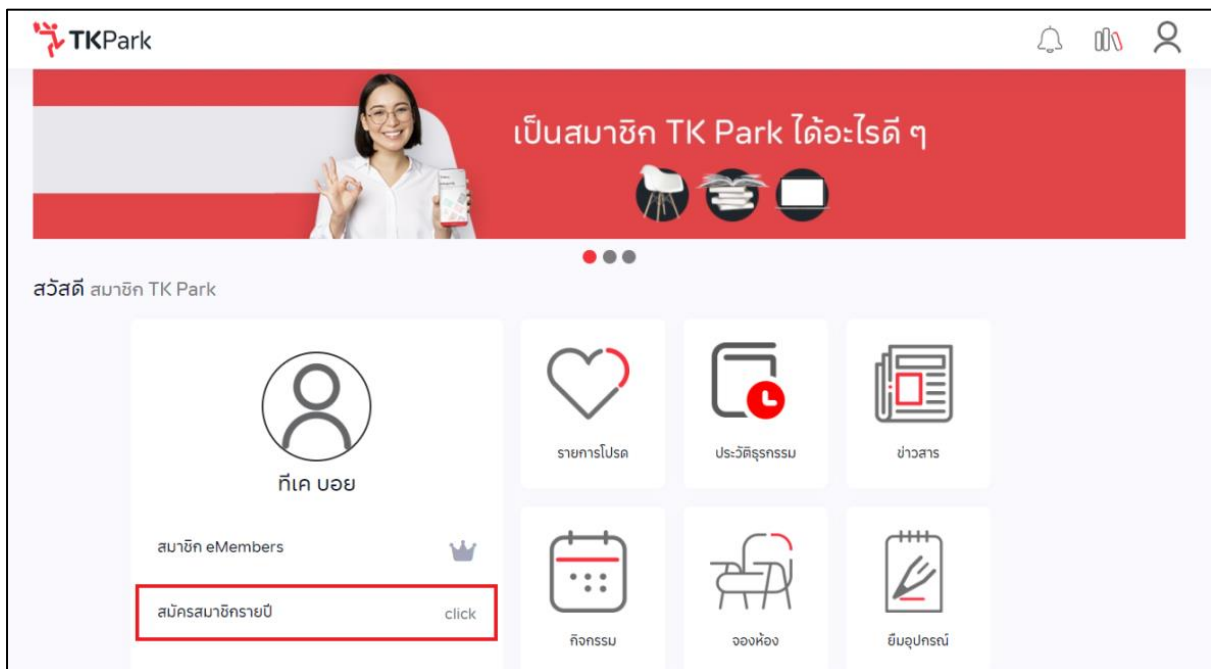 TKPark
เป็นสมาชิก TK Park ได้อะไรดี ๆ
สวัสดี สมาชิก TK Park
ทีเค บอย
สมาชิก eMembers
สมัครสมาชิกรายปี click
รายการโปรด
ประวัติธุรกรรม
ข่าวสาร
กิจกรรม
จองห้อง
ยืมอุปกรณ์